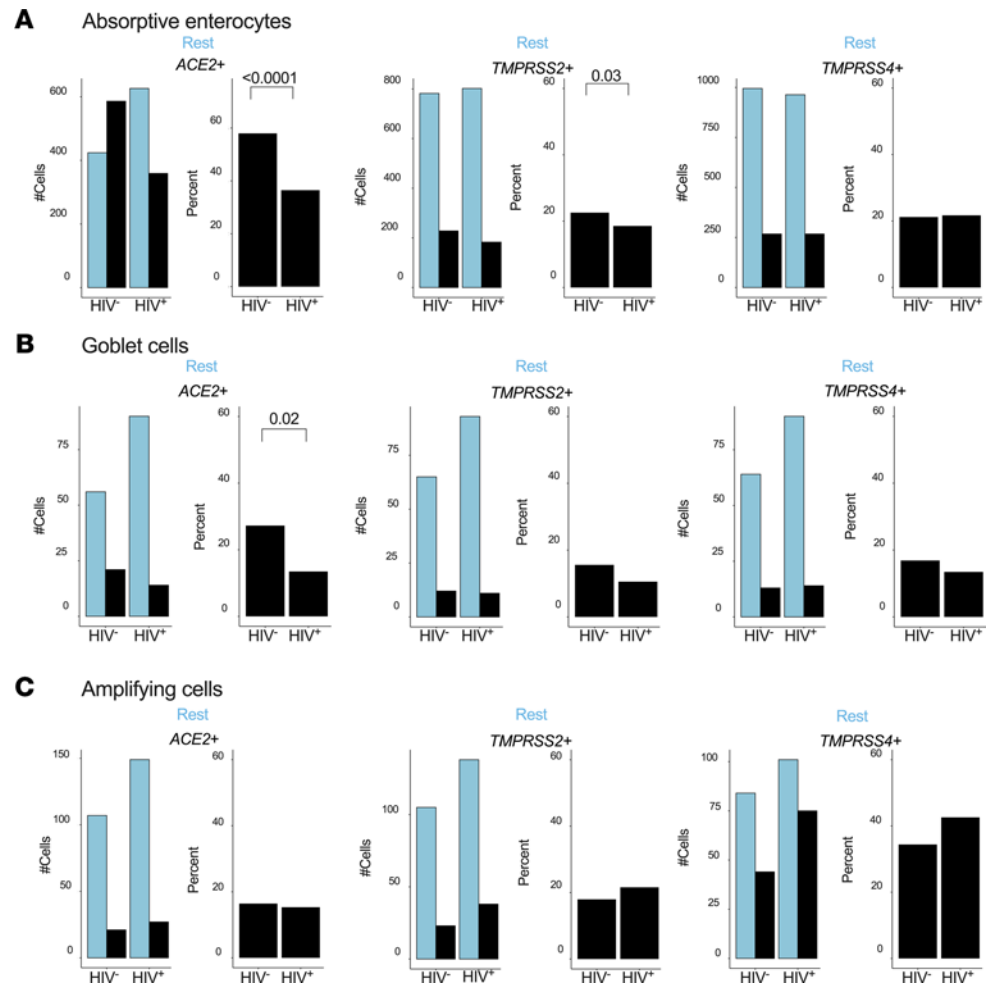 A Absorptive enterocytes
Rest Rest Rest
ACE2+ TMPRSS2+ TMPRSS4+
<0.0001 0.03
600 400 200 0
#Cells
60 40 20 0
Percent
800 600 400 200 0
#Cells
60 40 20 0
Percent
1000 750 500 250 0
#Cells
60 40 20 0
Percent
HIV- HIV+ HIV- HIV+ HIV- HIV+ HIV- HIV+ HIV- HIV+ HIV- HIV+
B Goblet cells
Rest Rest Rest
ACE2+ TMPRSS2+ TMPRSS4+
0.02
75 50 25 0
#Cells
60 40 20 0
Percent
75 50 25 0
#Cells
60 40 20 0
Percent
75 50 25 0
#Cells
60 40 20 0
Percent
HIV- HIV+ HIV- HIV+ HIV- HIV+ HIV- HIV+ HIV- HIV+ HIV- HIV+
C Amplifying cells
Rest Rest Rest
ACE2+ TMPRSS2+ TMPRSS4+
150 100 50 0
#Cells
60 40 20 0
Percent
100 50 0
#Cells
60 40 20 0
Percent
100 75 50 25 0
#Cells
60 40 20 0
Percent
HIV- HIV+ HIV- HIV+ HIV- HIV+ HIV- HIV+ HIV- HIV+ HIV- HIV+